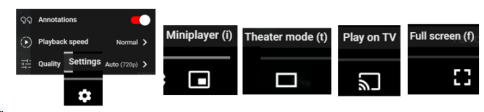 Annotations
Playback speed Normal
Quality Auto (720p)
Settings
Miniplayer (i)
Theater mode (t)
Play on TV
Full screen (f)